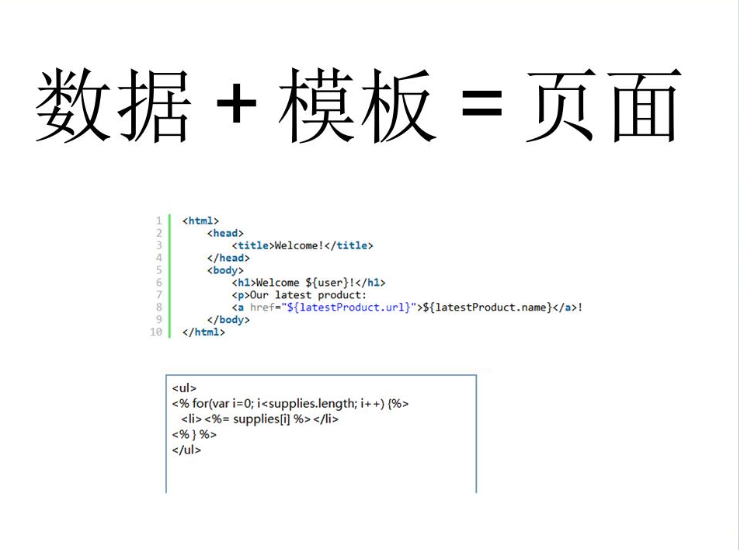 数据 + 模板 = 页面
1 <html>
2 <head>
3 <title>Welcome!</title>
4 </head>
5 <body>
6 <h1>Welcome ${user}!</h1>
7 <p>Our latest product:
8 <a href="${latestProduct.url}">${latestProduct.name}</a>!
9 </body>
10 </html>
<ul>
<% for(var i=0; i<supplies.length; i++) {%>
<li> <%= supplies[i] %> </li>
<% } %>
</ul>